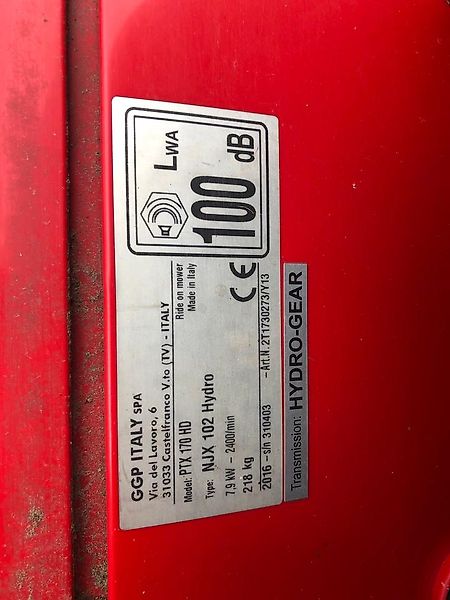 GGP ITALY SPA
Via del Lavoro, 6
31033 Castelfranco V.to (TV) - ITALY
Model: PTX 170 HD
Ride on mower
Type: NJX 102 Hydro
Made in Italy
7,9 kW - 2400/min
218 kg
CE
2016 - s/n 310403 - Art.N. 2T1730273/Y13
LWA
100
dB
Transmission: HYDRO-GEAR